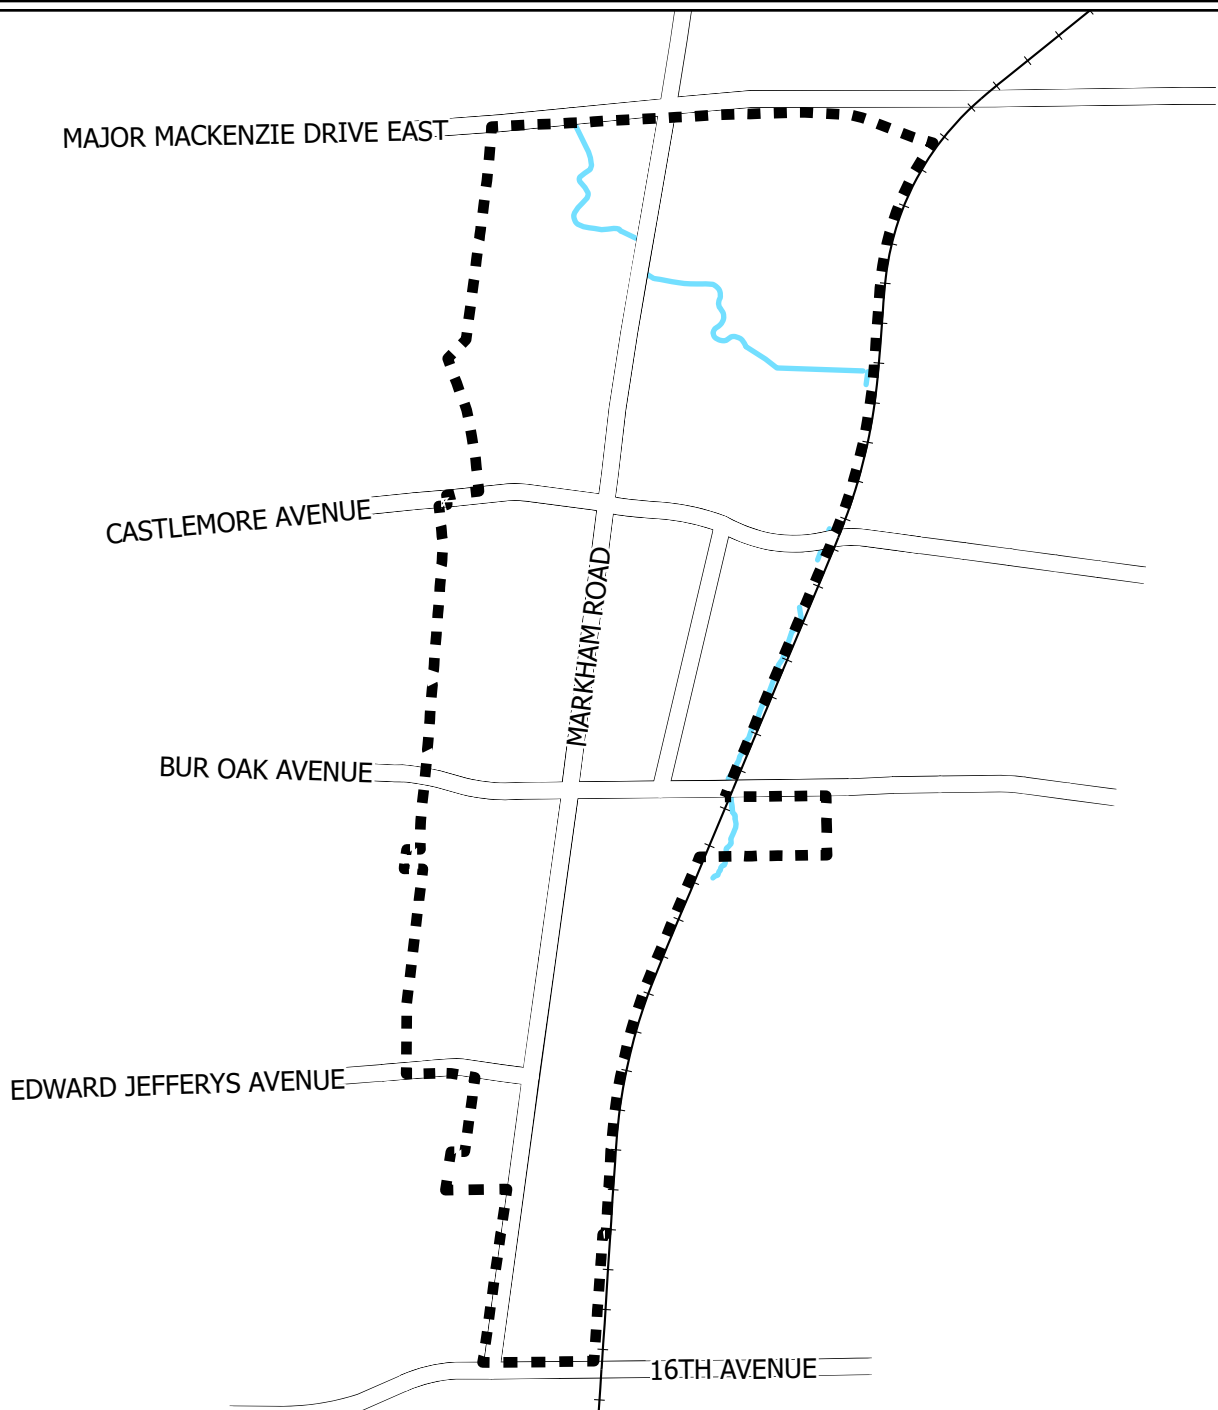 MAJOR MACKENZIE DRIVE EAST
CASTLEMORE AVENUE
MARKHAM ROAD
BUR OAK AVENUE
EDWARD JEFFERYS AVENUE
16TH AVENUE